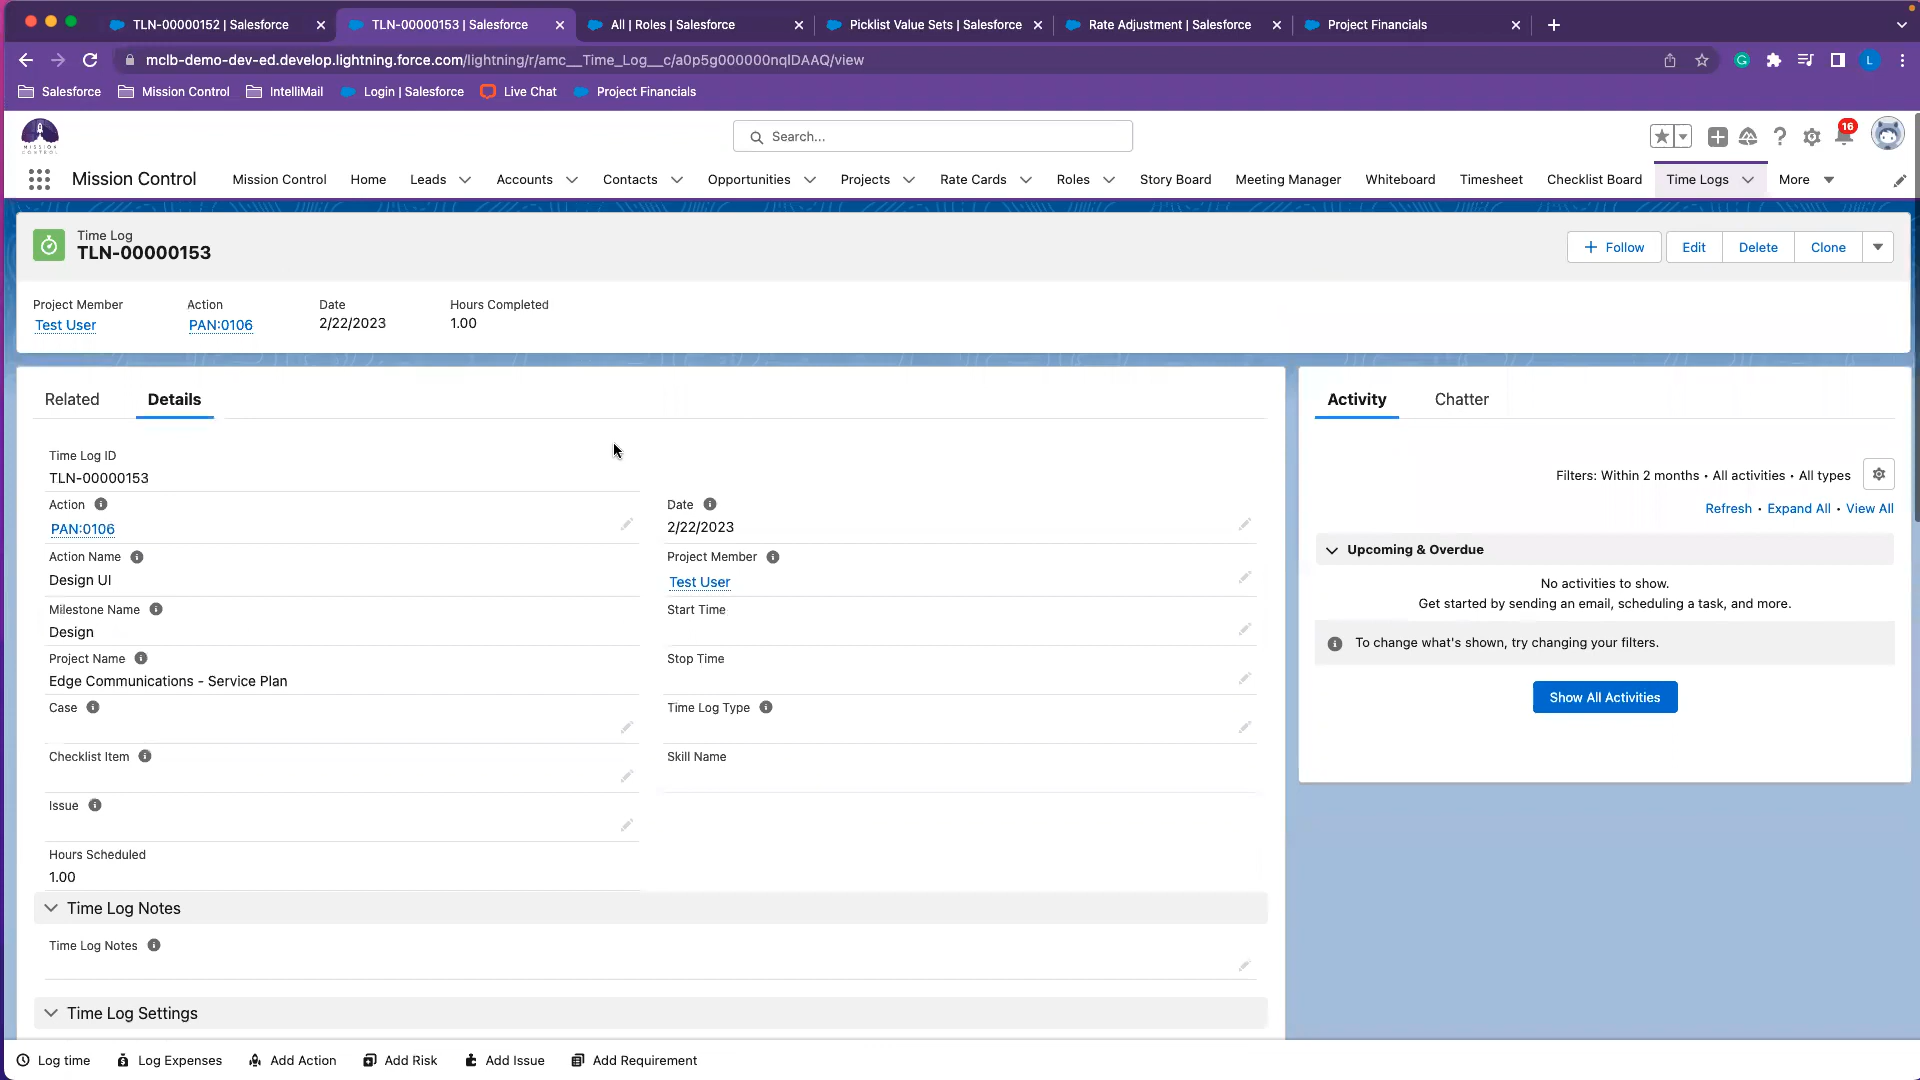 TLN-00000152 | Salesforce
TLN-00000153 | Salesforce
All | Roles | Salesforce
Picklist Value Sets | Salesforce
Rate Adjustment | Salesforce
Project Financials
mclb-demo-dev-ed.develop.lightning.force.com/lightning/r/amc__Time_Log__c/a0p5g000000nqIDAAQ/view
L
Salesforce
Mission Control
IntelliMail
Login | Salesforce
Live Chat
Project Financials
MISSION
CONTROL
Search...
16
Mission Control
Mission Control
Home
Leads
Accounts
Contacts
Opportunities
Projects
Rate Cards
Roles
Story Board
Meeting Manager
Whiteboard
Timesheet
Checklist Board
Time Logs
More
Time Log
TLN-00000153
Follow
Edit
Delete
Clone
Project Member
Action
Date
Hours Completed
Test User
PAN:0106
2/22/2023
1.00
Related
Details
Time Log ID
TLN-00000153
Action
PAN:0106
Date
2/22/2023
Action Name
Design UI
Project Member
Test User
Milestone Name
Design
Start Time
Project Name
Edge Communications - Service Plan
Stop Time
Case
Time Log Type
Checklist Item
Skill Name
Issue
Hours Scheduled
1.00
Time Log Notes
Time Log Notes
Time Log Settings
Activity
Chatter
Filters: Within 2 months • All activities • All types
Refresh • Expand All • View All
Upcoming & Overdue
No activities to show.
Get started by sending an email, scheduling a task, and more.
To change what's shown, try changing your filters.
Show All Activities
Log time
Log Expenses
Add Action
Add Risk
Add Issue
Add Requirement